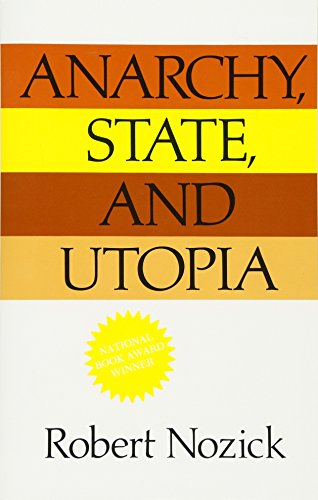 ANARCHY,
STATE,
AND
UTOPIA
NATIONAL
BOOK AWARD
WINNER
Robert Nozick